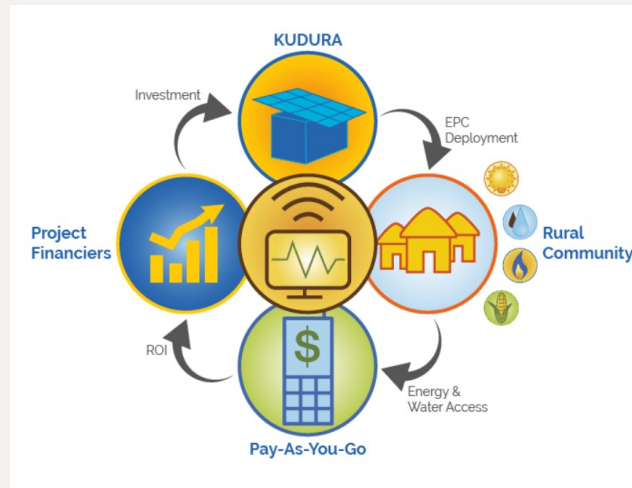 KUDURA
Investment
EPC
Deployment
Project
Financiers
Rural
Community
$
ROI
Energy &
Water Access
Pay-As-You-Go